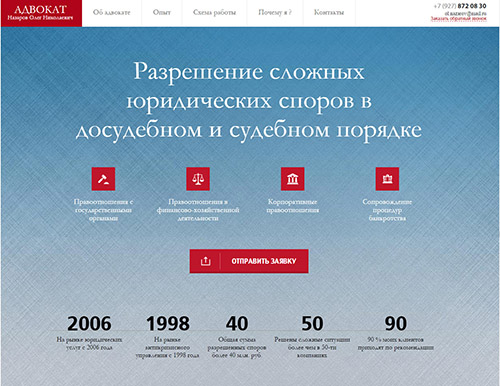 АДВОКАТ
Назаров Олег Николаевич
Об адвокате
Опыт
Схема работы
Почему я ?
Контакты
+7 (927) 872 08 30
Заказать обратный звонок
Разрешение сложных
юридических споров в
досудебном и судебном порядке
Правоотношения с
государственными
органами
Правоотношения в
финансово-хозяйственной
деятельности
Корпоративные
правоотношения
Сопровождение
процедур
банкротства
ОТПРАВИТЬ ЗАЯВКУ
2006
На рынке юридических
услуг с 2006 года
1998
На рынке
антикризисного
управления с 1998 года
40
Общая сумма
разрешенных споров
более 40 млн. руб.
50
Решены сложные ситуации
более чем в 50-ти
компаниях
90
90 % моих клиентов
приходят по рекомендации